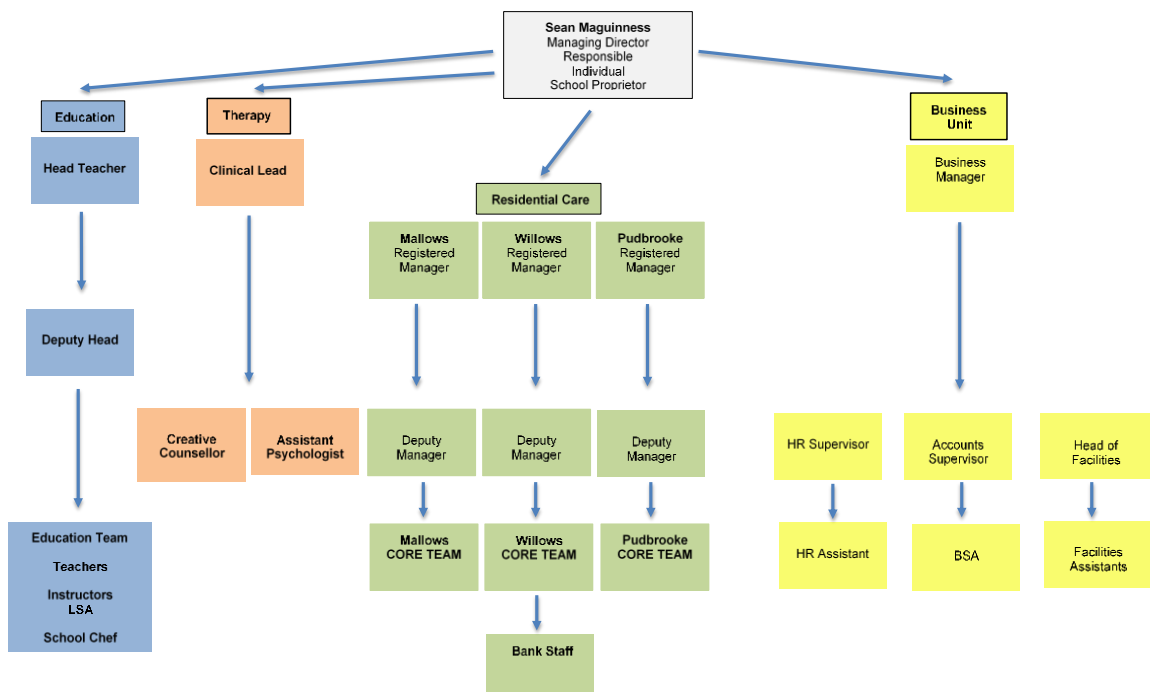 Sean Maguinness
Managing Director
Responsible
Individual
School Proprietor
Education
Head Teacher
Deputy Head
Education Team
Teachers
Instructors
LSA
School Chef
Therapy
Clinical Lead
Creative
Counsellor
Assistant
Psychologist
Residential Care
Mallows
Registered
Manager
Willows
Registered
Manager
Pudbrooke
Registered
Manager
Deputy
Manager
Deputy
Manager
Deputy
Manager
Mallows
CORE TEAM
Willows
CORE TEAM
Pudbrooke
CORE TEAM
Bank Staff
Business
Unit
Business
Manager
HR Supervisor
Accounts
Supervisor
Head of
Facilities
HR Assistant
BSA
Facilities
Assistants